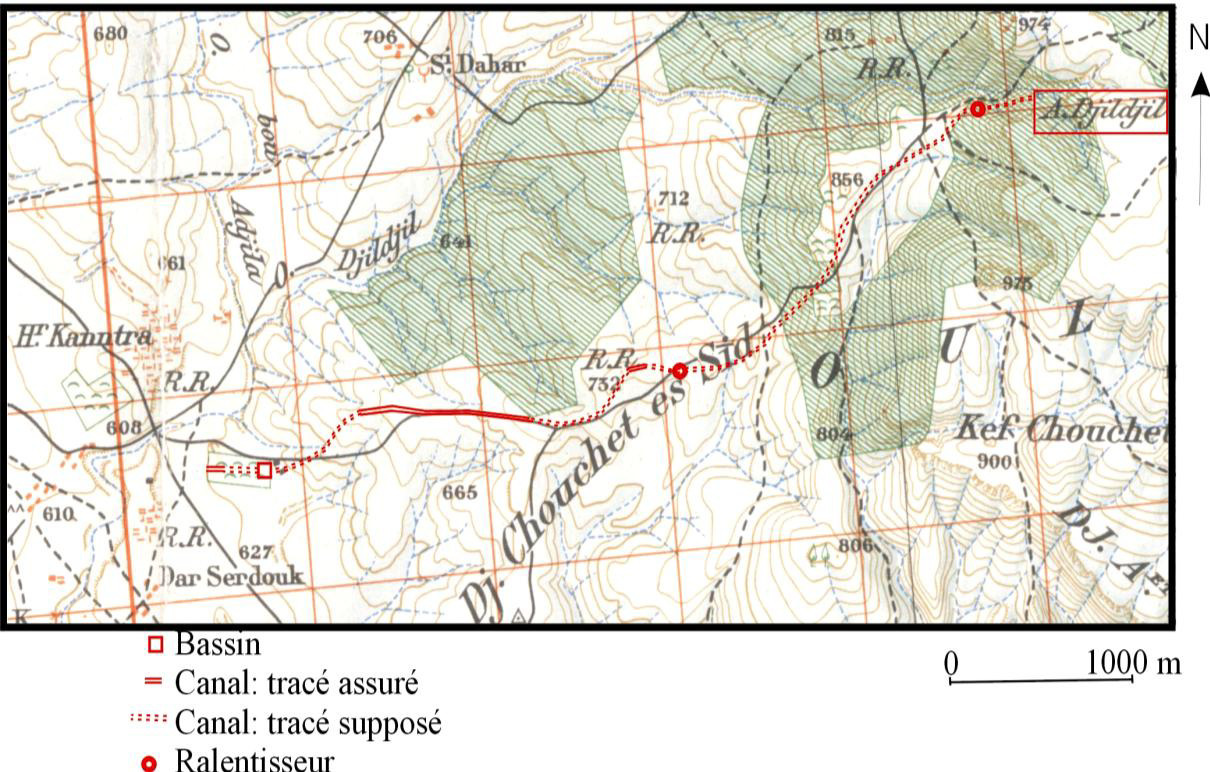 680
O.
706
Sⁱ Dahar
815
974
R.R.
N
bou
A. Djildjil
Adjila
Djildjil
641
712
R.R.
856
O.
975
Hʳ Kanntra
R.R.
R.R.
732
O U L
608
Dj. Chouchet es Sid
804
Kef Chouchet
900
665
610
R.R.
627
806
DJ. A
Dar Serdouk
K
Bassin
Canal: tracé assuré
Canal: tracé supposé
Ralentisseur
0 1000 m